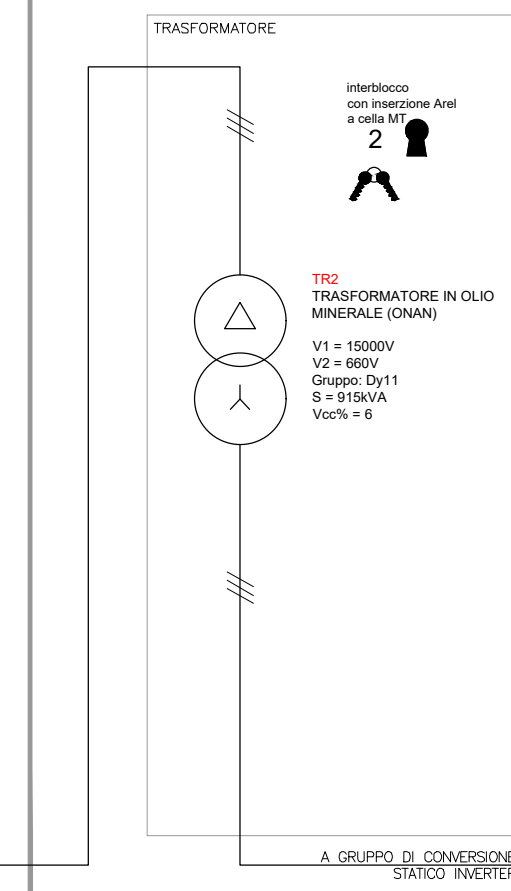 TRASFORMATORE
interblocco
con inserzione Arel
a cella MT
2
TR2
TRASFORMATORE IN OLIO
MINERALE (ONAN)
V1 = 15000V
V2 = 660V
Gruppo: Dy11
S = 915kVA
Vcc% = 6
A GRUPPO DI CONVERSIONE
STATICO INVERTER